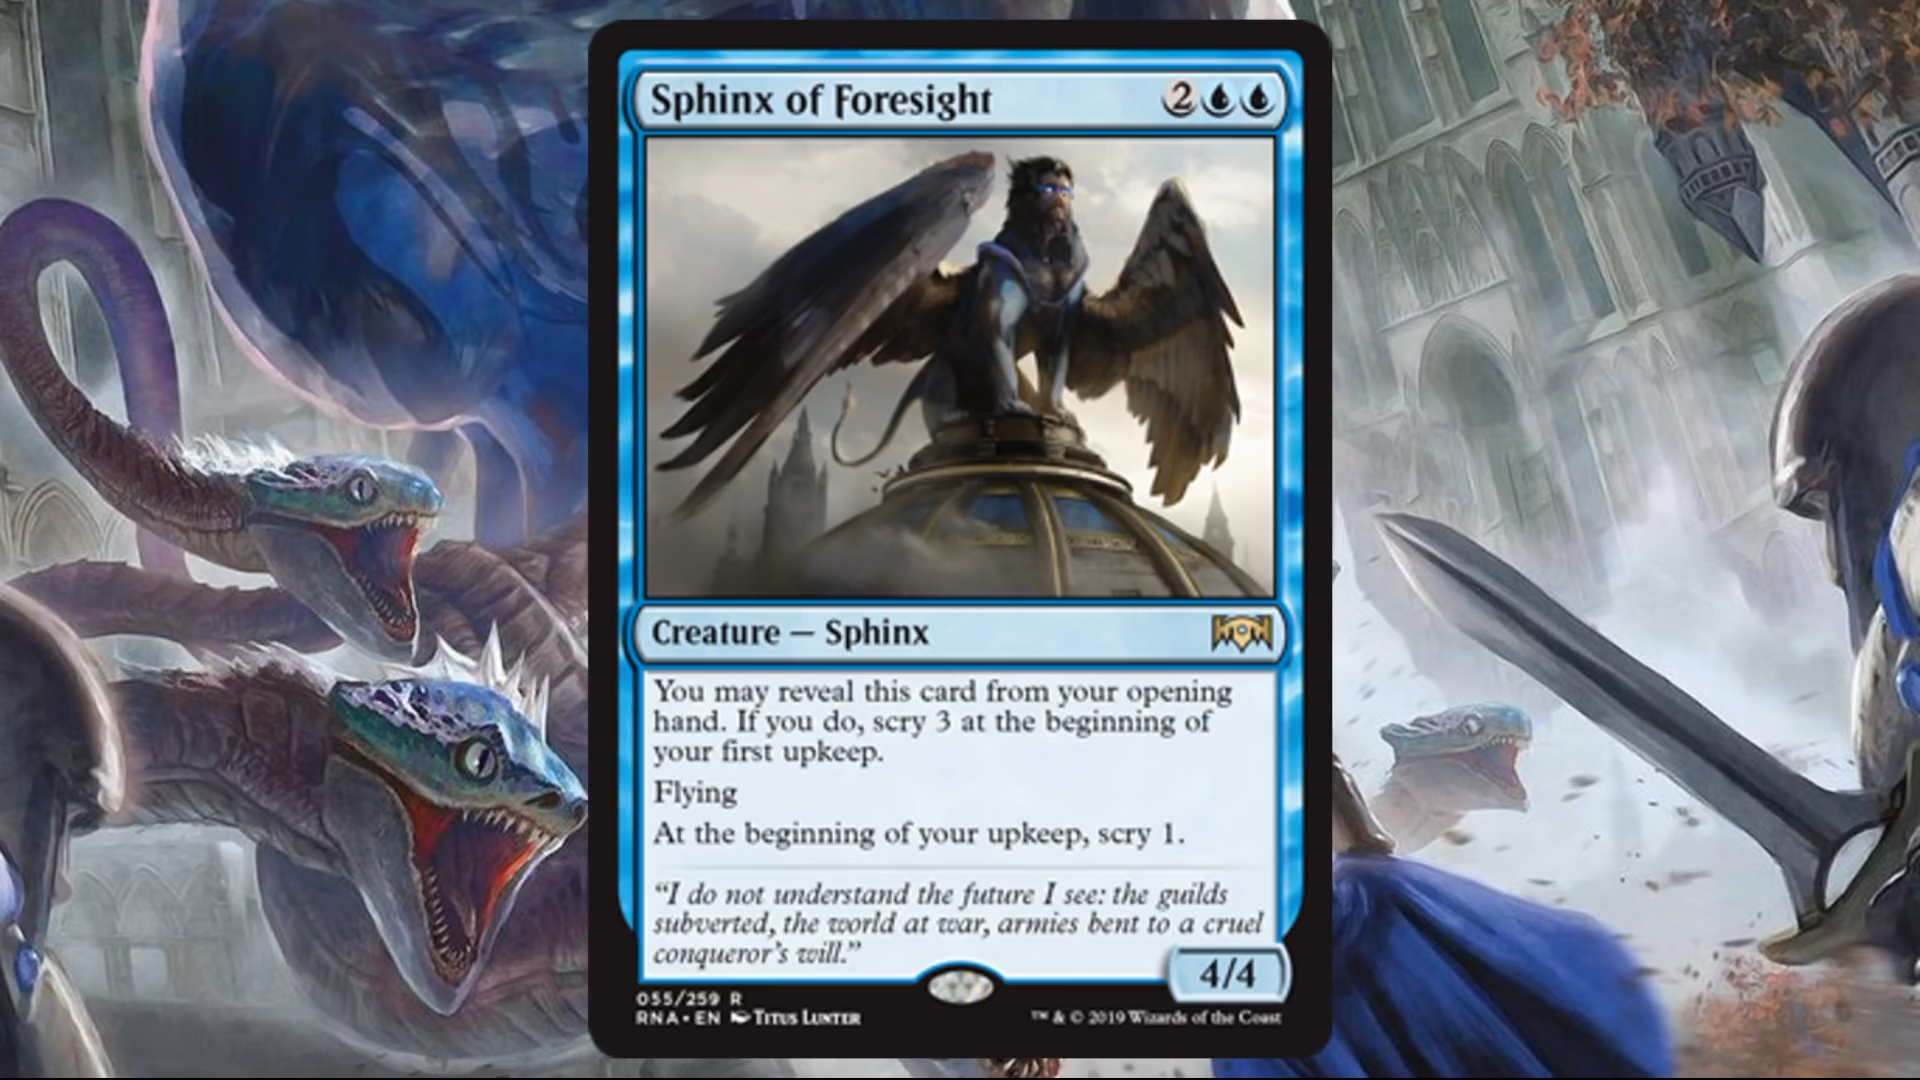 Sphinx of Foresight 2
Creature — Sphinx
You may reveal this card from your opening
hand. If you do, scry 3 at the beginning of
your first upkeep.
Flying
At the beginning of your upkeep, scry 1.
“I do not understand the future I see: the guilds
subverted, the world at war, armies bent to a cruel
conqueror’s will.”
4/4
055/259 R
RNA • EN Titus Lunter
™ & © 2019 Wizards of the Coast